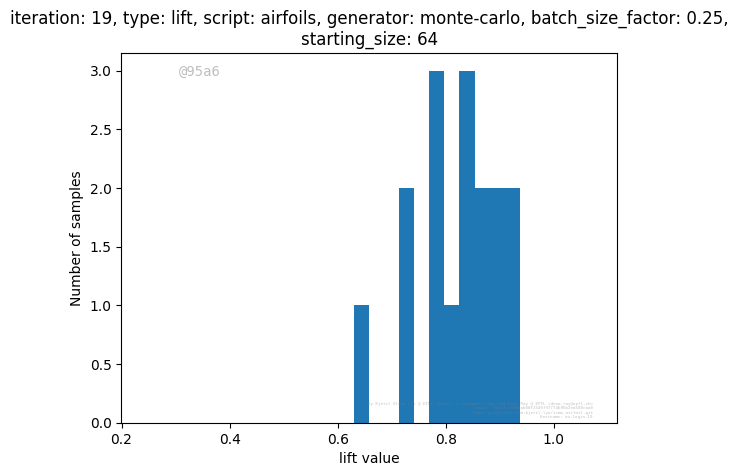 iteration: 19, type: lift, script: airfoils, generator: monte-carlo, batch_size_factor: 0.25,
starting_size: 64
@95a6
3.0
2.5
2.0
1.5
1.0
0.5
0.0
Number of samples
0.2
0.4
0.6
0.8
1.0
lift value